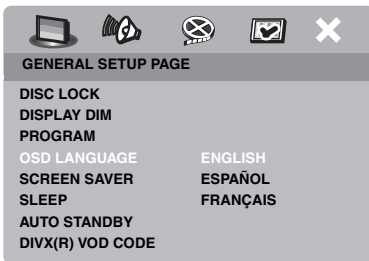 GENERAL SETUP PAGE
DISC LOCK
DISPLAY DIM
PROGRAM
OSD LANGUAGE ENGLISH
SCREEN SAVER ESPAÑOL
SLEEP FRANÇAIS
AUTO STANDBY
DIVX(R) VOD CODE